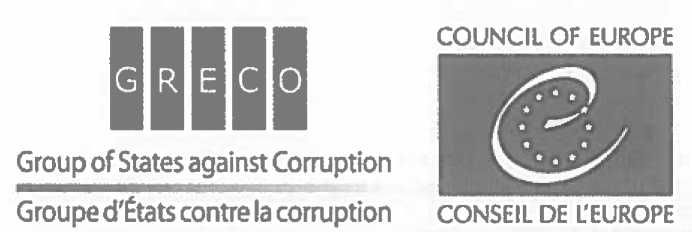 GRECO
Group of States against Corruption
Groupe d'États contre la corruption
COUNCIL OF EUROPE
CONSEIL DE L'EUROPE